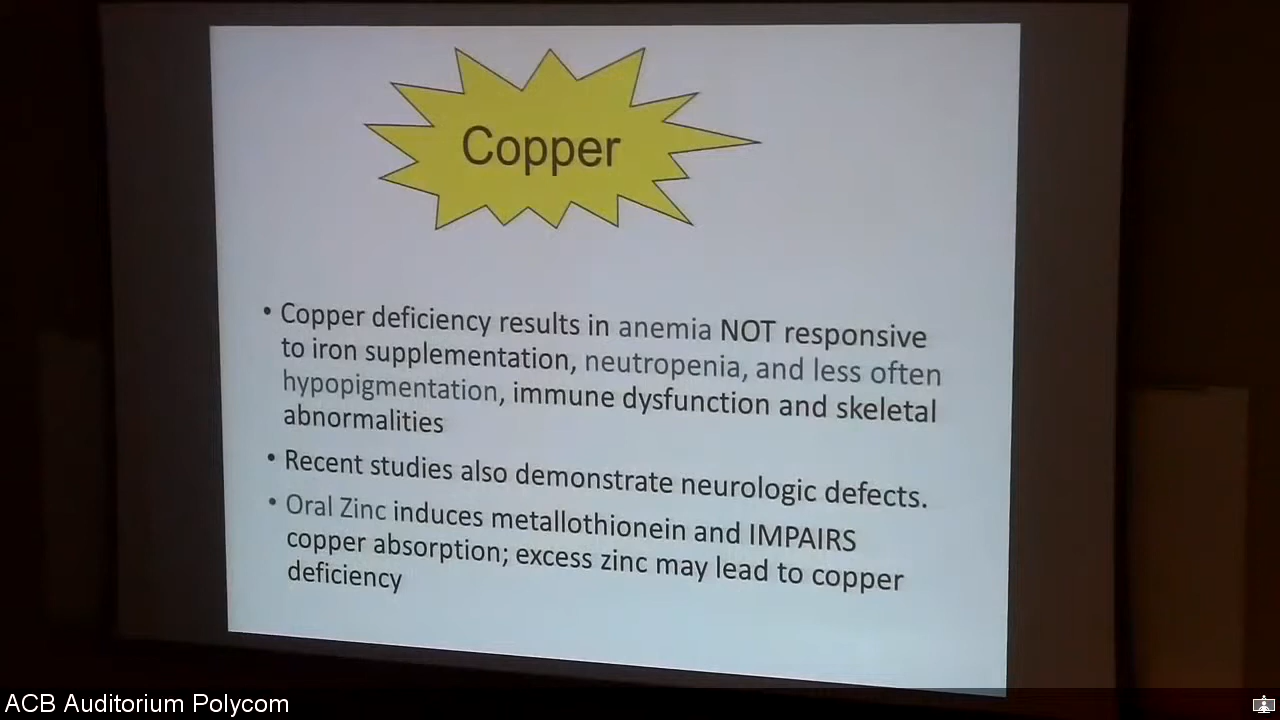 Copper
• Copper deficiency results in anemia NOT responsive
to iron supplementation, neutropenia, and less often
hypopigmentation, immune dysfunction and skeletal
abnormalities
• Recent studies also demonstrate neurologic defects.
• Oral Zinc induces metallothionein and IMPAIRS
copper absorption; excess zinc may lead to copper
deficiency
ACB Auditorium Polycom